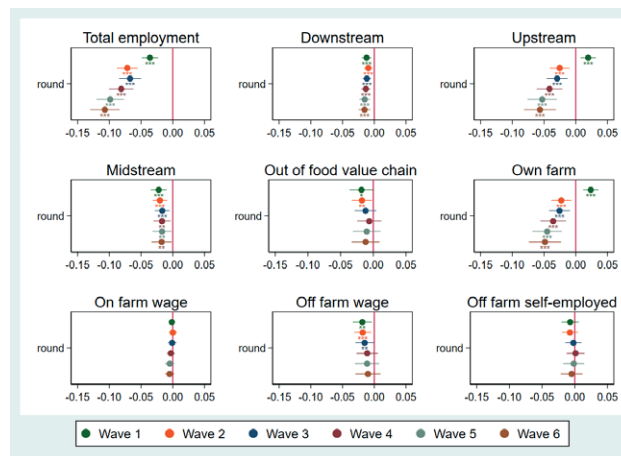 Total employment
Downstream
Upstream
round
-0.15 -0.10 -0.05 0.00 0.05
-0.15 -0.10 -0.05 0.00 0.05
-0.15 -0.10 -0.05 0.00 0.05
Midstream
Out of food value chain
Own farm
round
-0.15 -0.10 -0.05 0.00 0.05
-0.15 -0.10 -0.05 0.00 0.05
-0.15 -0.10 -0.05 0.00 0.05
On farm wage
Off farm wage
Off farm self-employed
round
round
round
-0.15 -0.10 -0.05 0.00 0.05
-0.15 -0.10 -0.05 0.00 0.05
-0.15 -0.10 -0.05 0.00 0.05
Wave 1 Wave 2 Wave 3 Wave 4 Wave 5 Wave 6